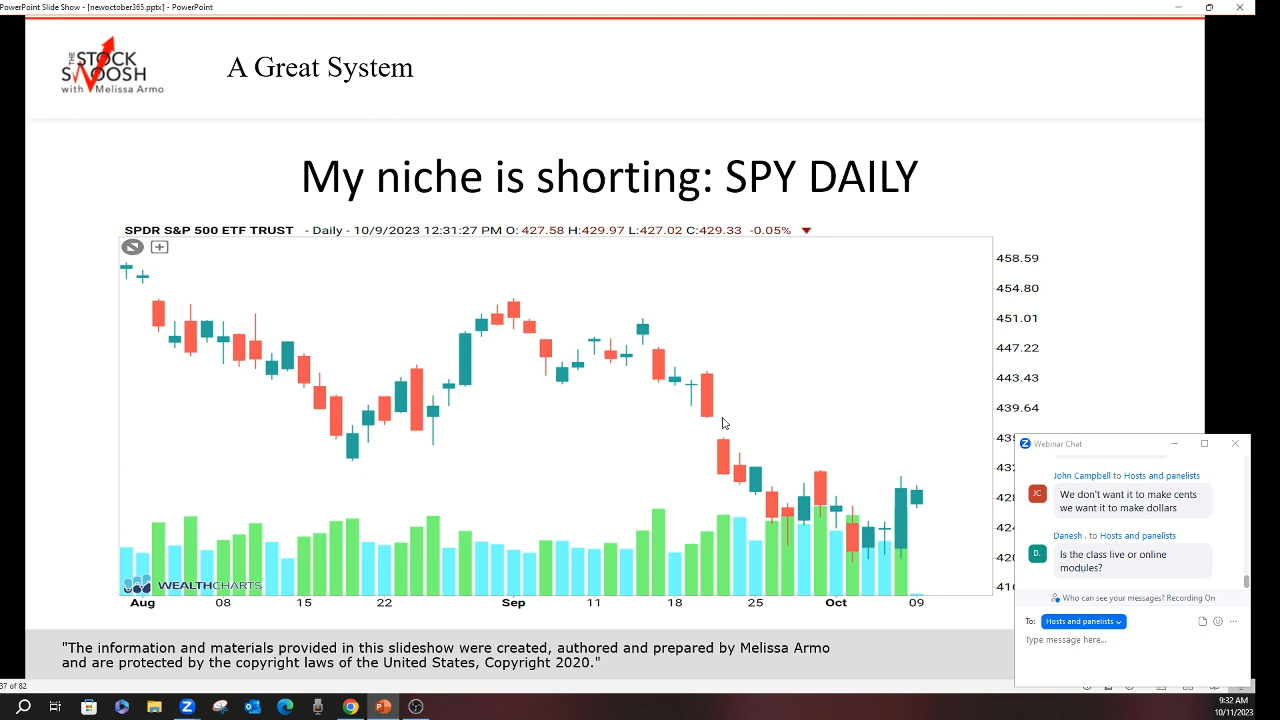 PowerPoint Slide Show - [newoctober365.pptx] - PowerPoint
THE
STOCK
SWOOSH
with Melissa Armo
A Great System
My niche is shorting: SPY DAILY
SPDR S&P 500 ETF TRUST - Daily - 10/9/2023 12:31:27 PM O: 427.58 H:429.97 L:427.02 C:429.33 -0.05%
458.59
454.80
451.01
447.22
443.43
439.64
WEALTHCHARTS
Aug 08 15 22 Sep 11 18 25 Oct 09
"The information and materials provided in this slideshow were created, authored and prepared by Melissa Armo
and are protected by the copyright laws of the United States, Copyright 2020."
Webinar Chat
John Campbell to Hosts and panelists
JC
We don't want it to make cents
we want it to make dollars
Danesh . to Hosts and panelists
D.
Is the class live or online
modules?
Who can see your messages? Recording On
To: Hosts and panelists
Type message here...
37 of 82
9:32 AM
10/11/2023